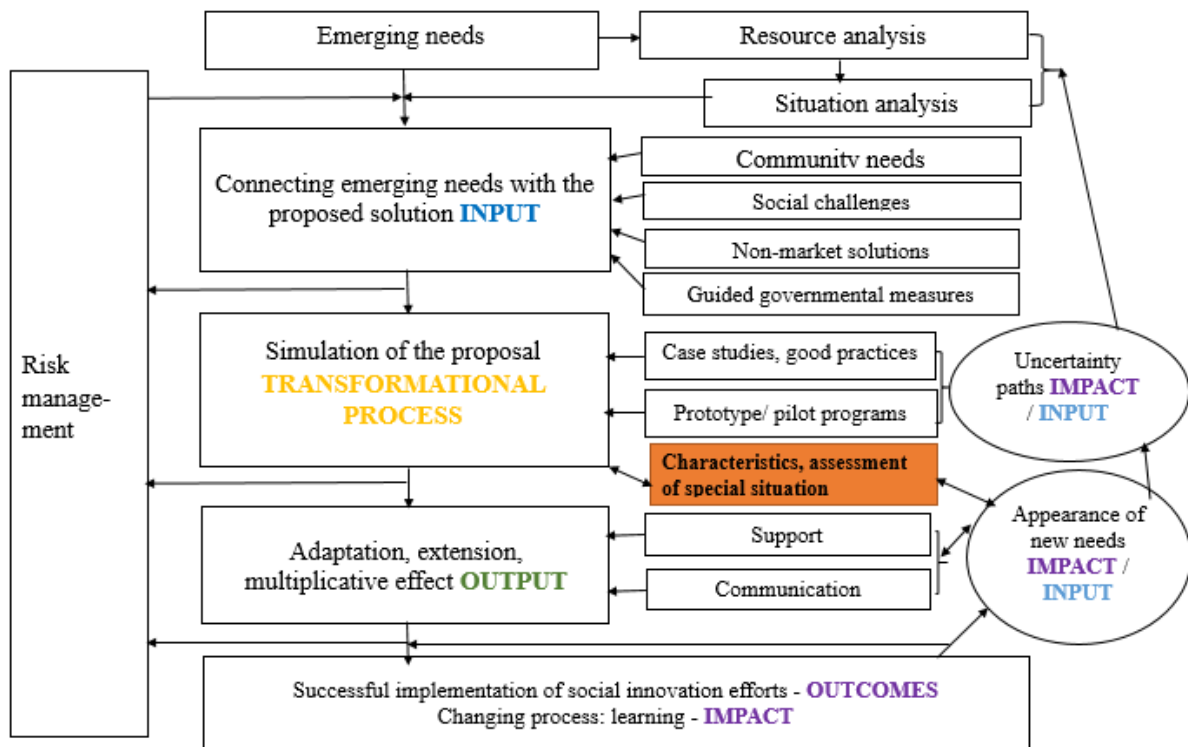 Emerging needs
Resource analysis
Situation analysis
Connecting emerging needs with the
proposed solution INPUT
Community needs
Social challenges
Non-market solutions
Guided governmental measures
Risk
manage-
ment
Simulation of the proposal
TRANSFORMATIONAL
PROCESS
Case studies, good practices
Prototype/ pilot programs
Uncertainty
paths IMPACT
/ INPUT
Characteristics, assessment
of special situation
Adaptation, extension,
multiplicative effect OUTPUT
Support
Communication
Appearance of
new needs
IMPACT /
INPUT
Successful implementation of social innovation efforts - OUTCOMES
Changing process: learning - IMPACT